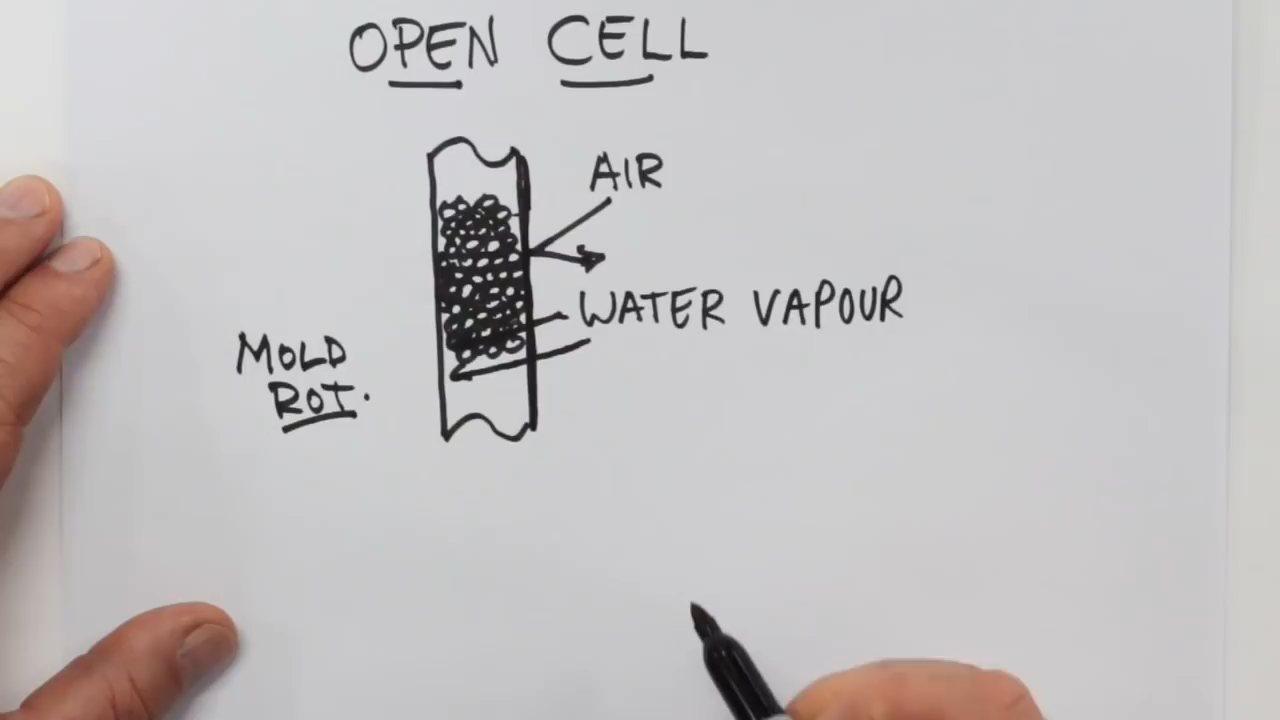 OPEN CELL
AIR
WATER VAPOUR
MOLD
ROT.